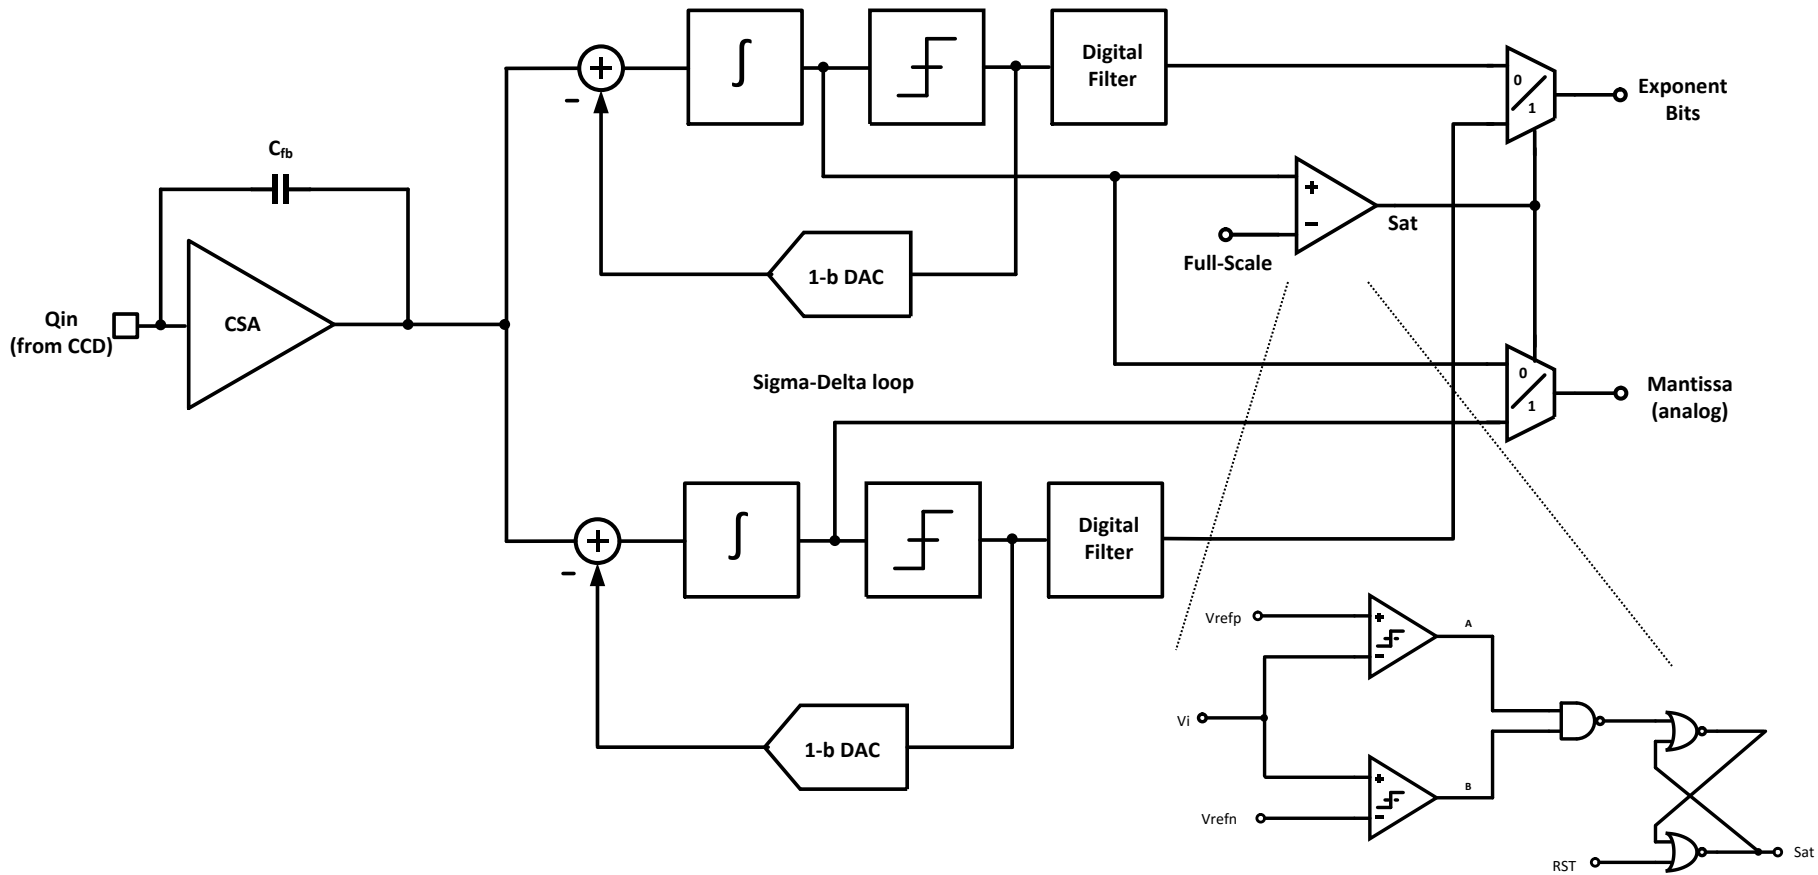 Digital
Filter
0
1
Exponent
Bits
∫
+
−
Cfb
+
−
Sat
Full-Scale
1-b DAC
Qin
(from CCD)
CSA
Sigma-Delta loop
0
1
Mantissa
(analog)
∫
Digital
Filter
+
−
Vrefp
+
−
A
Vi
1-b DAC
+
−
B
Vrefn
RST
Sat